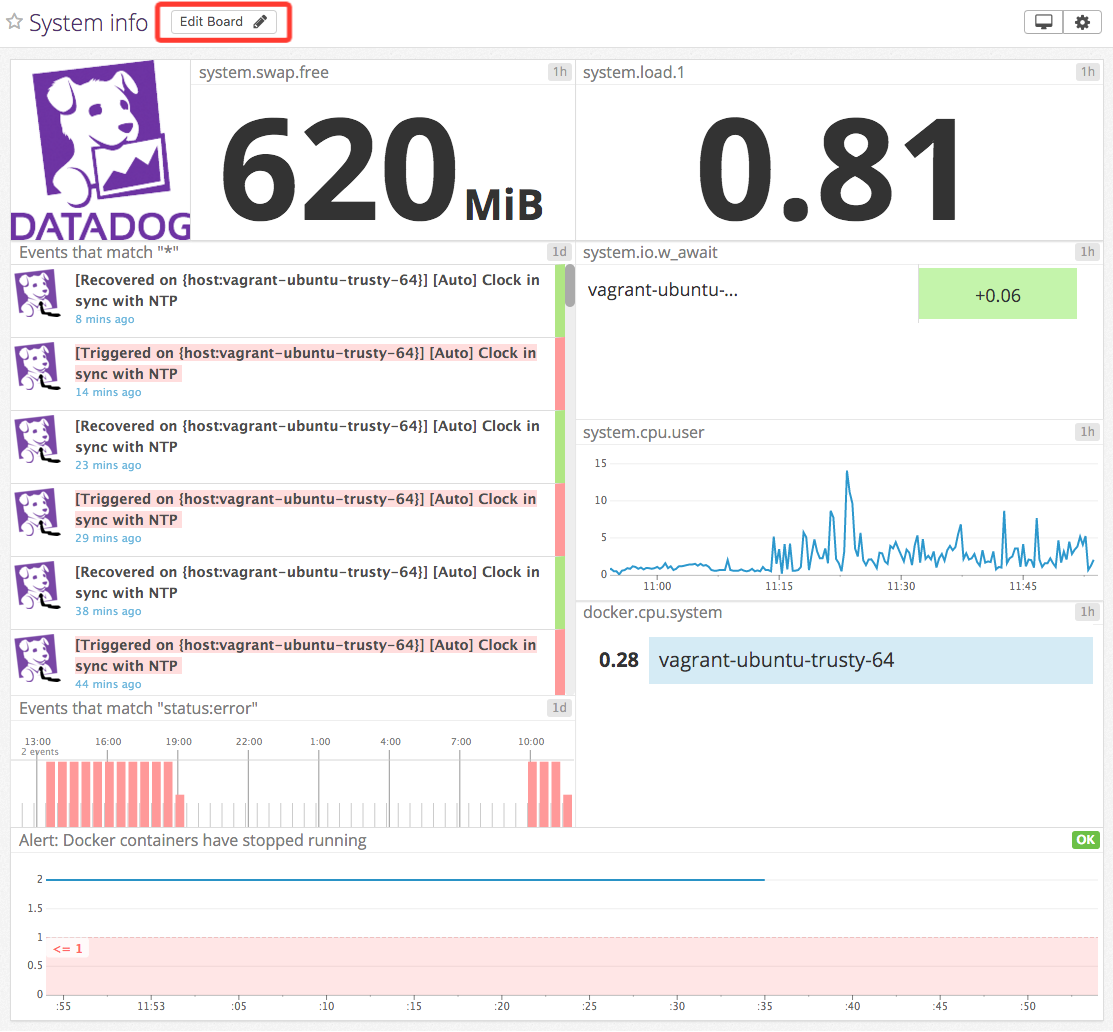 System info Edit Board
DATADOG
system.swap.free 1h
620 MiB
system.load.1 1h
0.81
Events that match "*" 1d
[Recovered on {host:vagrant-ubuntu-trusty-64}] [Auto] Clock in
sync with NTP
8 mins ago
[Triggered on {host:vagrant-ubuntu-trusty-64}] [Auto] Clock in
sync with NTP
14 mins ago
[Recovered on {host:vagrant-ubuntu-trusty-64}] [Auto] Clock in
sync with NTP
23 mins ago
[Triggered on {host:vagrant-ubuntu-trusty-64}] [Auto] Clock in
sync with NTP
29 mins ago
[Recovered on {host:vagrant-ubuntu-trusty-64}] [Auto] Clock in
sync with NTP
38 mins ago
[Triggered on {host:vagrant-ubuntu-trusty-64}] [Auto] Clock in
sync with NTP
44 mins ago
system.io.w_await 1h
vagrant-ubuntu-... +0.06
system.cpu.user 1h
15
10
5
0
11:00 11:15 11:30 11:45
docker.cpu.system 1h
0.28 vagrant-ubuntu-trusty-64
Events that match "status:error" 1d
13:00 16:00 19:00 22:00 1:00 4:00 7:00 10:00
2 events
Alert: Docker containers have stopped running OK
2
1.5
1
<= 1
0.5
0
:55 11:53 :05 :10 :15 :20 :25 :30 :35 :40 :45 :50